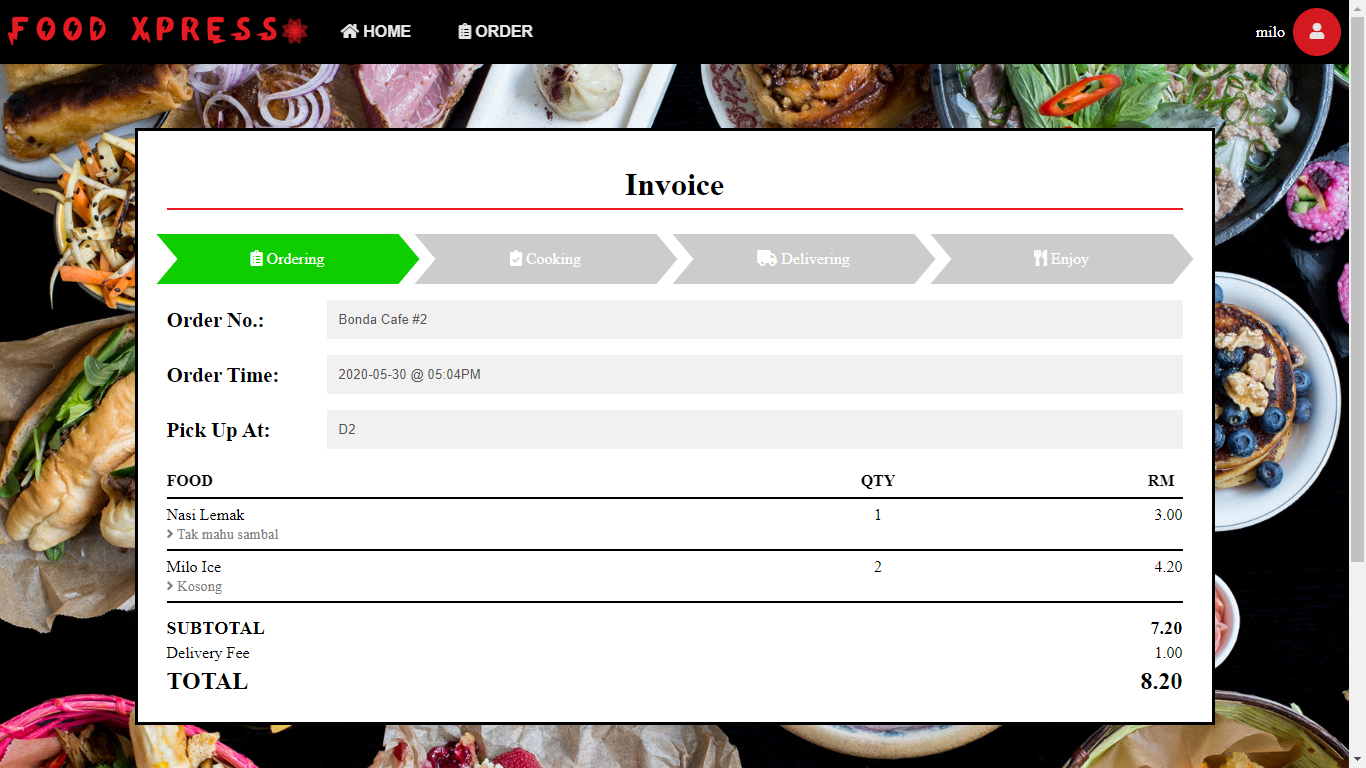 FOOD XPRESS HOME ORDER milo
Invoice
Ordering Cooking Delivering Enjoy
Order No.: Bonda Cafe #2
Order Time: 2020-05-30 @ 05:04PM
Pick Up At: D2
FOOD QTY RM
Nasi Lemak 1 3.00
> Tak mahu sambal
Milo Ice 2 4.20
> Kosong
SUBTOTAL 7.20
Delivery Fee 1.00
TOTAL 8.20